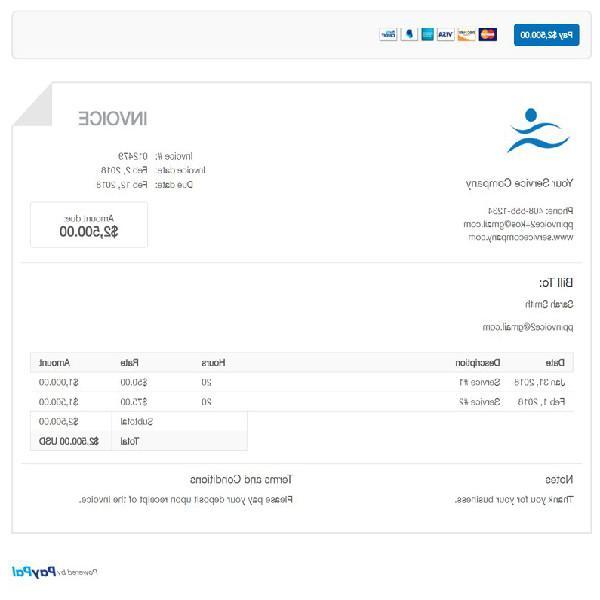 Pay $2,500.00
INVOICE
Your Service Company
Phone: 408-555-1234
ppinvoice2-kos@gmail.com
www.servicecompany.com
Invoice #: 012479
Invoice date: Feb 2, 2018
Due date: Feb 12, 2018
Amount due:
$2,500.00
Bill To:
Sarah Smith
ppinvoice2@gmail.com
Date Description Hours Rate Amount
Jan 31, 2018 Service #1 20 $50.00 $1,000.00
Feb 1, 2018 Service #2 20 $75.00 $1,500.00
Subtotal $2,500.00
Total $2,500.00 USD
Notes
Thank you for your business.
Terms and Conditions
Please pay your deposit upon receipt of the invoice.
Powered by PayPal